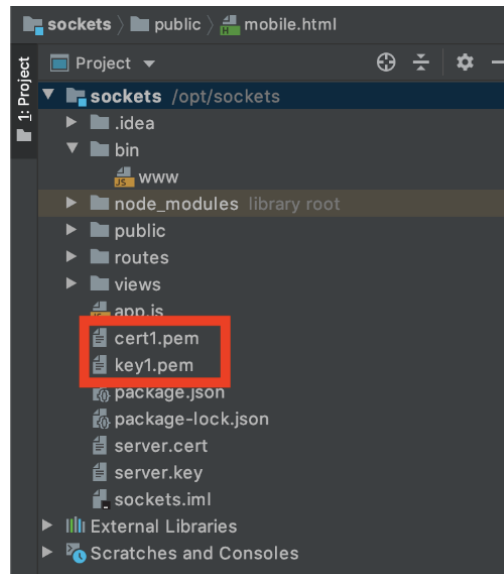 sockets public mobile.html
1: Project
Project
sockets /opt/sockets
.idea
bin
JS www
node_modules library root
public
routes
views
JS app.js
cert1.pem
key1.pem
package.json
package-lock.json
server.cert
server.key
sockets.iml
External Libraries
Scratches and Consoles